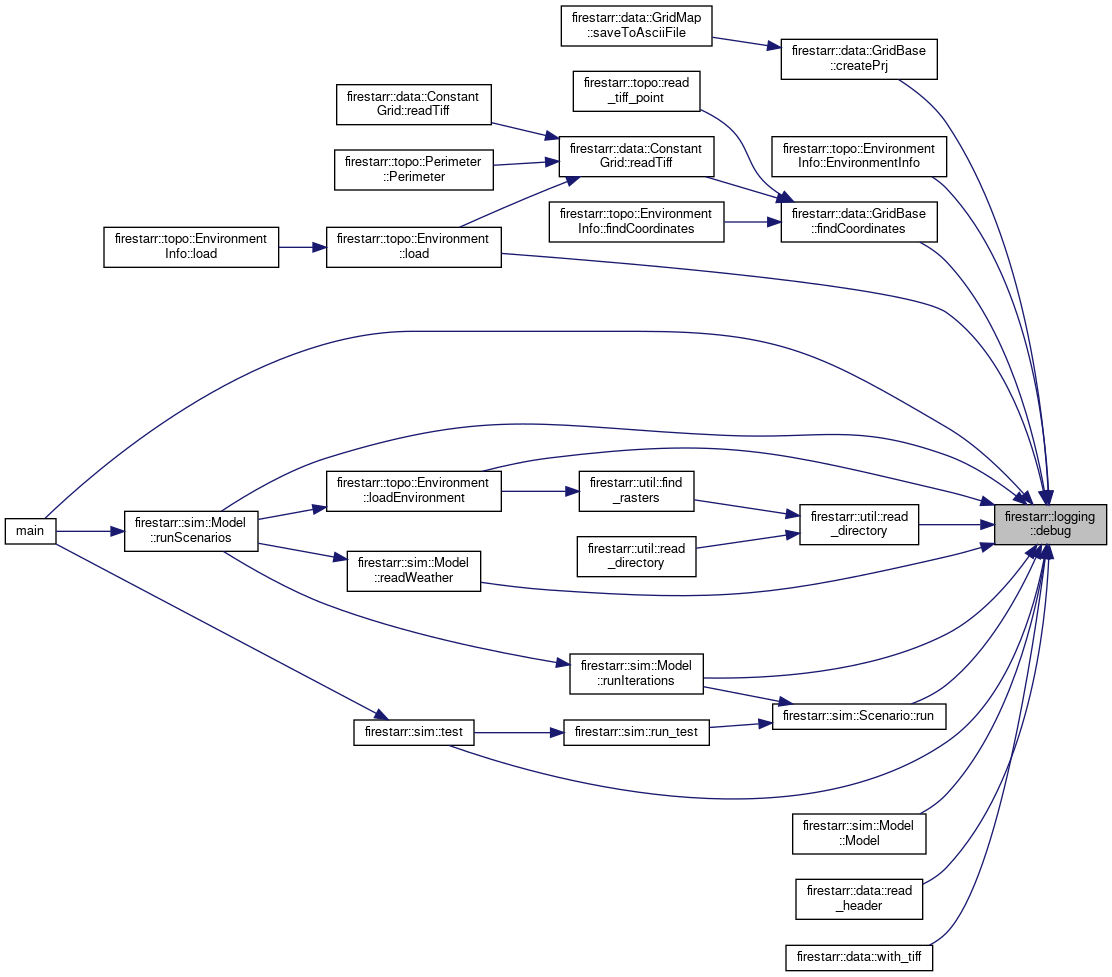 firestarr::data::GridMap
::saveToAsciiFile
firestarr::data::GridBase
::createPrj
firestarr::topo::read
_tiff_point
firestarr::data::Constant
Grid::readTiff
firestarr::data::Constant
Grid::readTiff
firestarr::topo::Environment
Info::EnvironmentInfo
firestarr::topo::Perimeter
::Perimeter
firestarr::topo::Environment
Info::findCoordinates
firestarr::data::GridBase
::findCoordinates
firestarr::topo::Environment
Info::load
firestarr::topo::Environment
::load
firestarr::topo::Environment
::loadEnvironment
firestarr::util::find
_rasters
firestarr::util::read
_directory
firestarr::logging
::debug
main
firestarr::sim::Model
::runScenarios
firestarr::util::read
_directory
firestarr::sim::Model
::readWeather
firestarr::sim::Model
::runIterations
firestarr::sim::Scenario::run
firestarr::sim::test
firestarr::sim::run_test
firestarr::sim::Model
::Model
firestarr::data::read
_header
firestarr::data::with_tiff